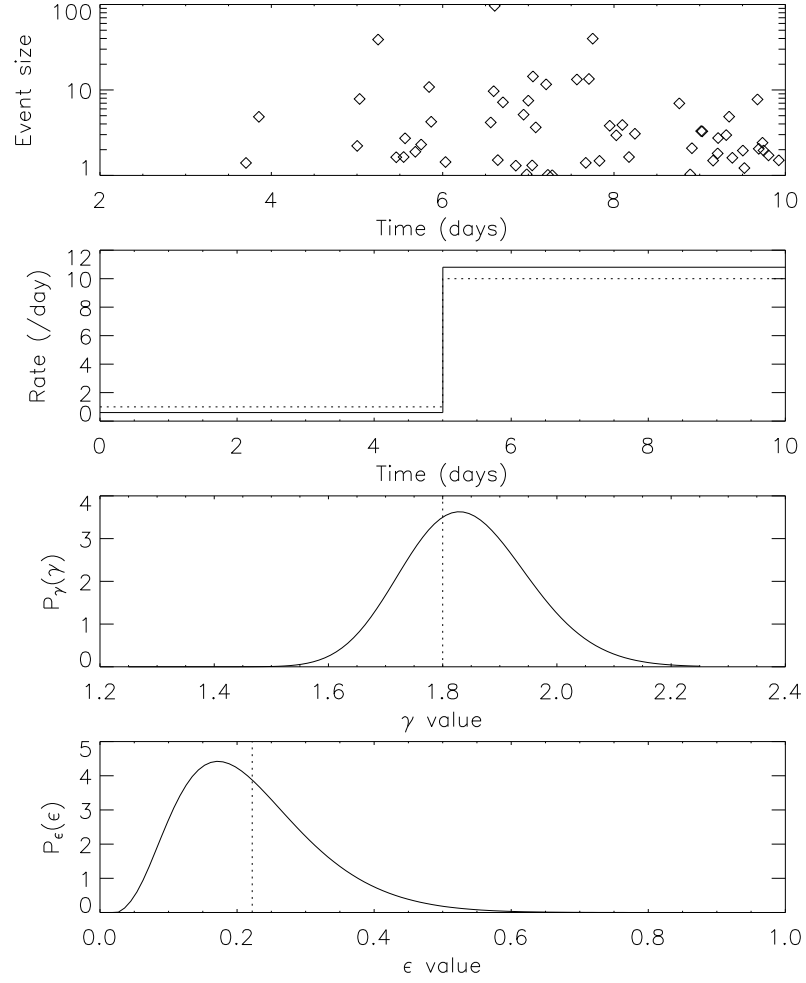 100
10
1
Event size
2 4 6 8 10
Time (days)
12
10
8
6
4
2
0
Rate (/day)
0 2 4 6 8 10
Time (days)
4
3
2
1
0
Pγ(γ)
1.2 1.4 1.6 1.8 2.0 2.2 2.4
γ value
5
4
3
2
1
0
Pϵ(ϵ)
0.0 0.2 0.4 0.6 0.8 1.0
ϵ value